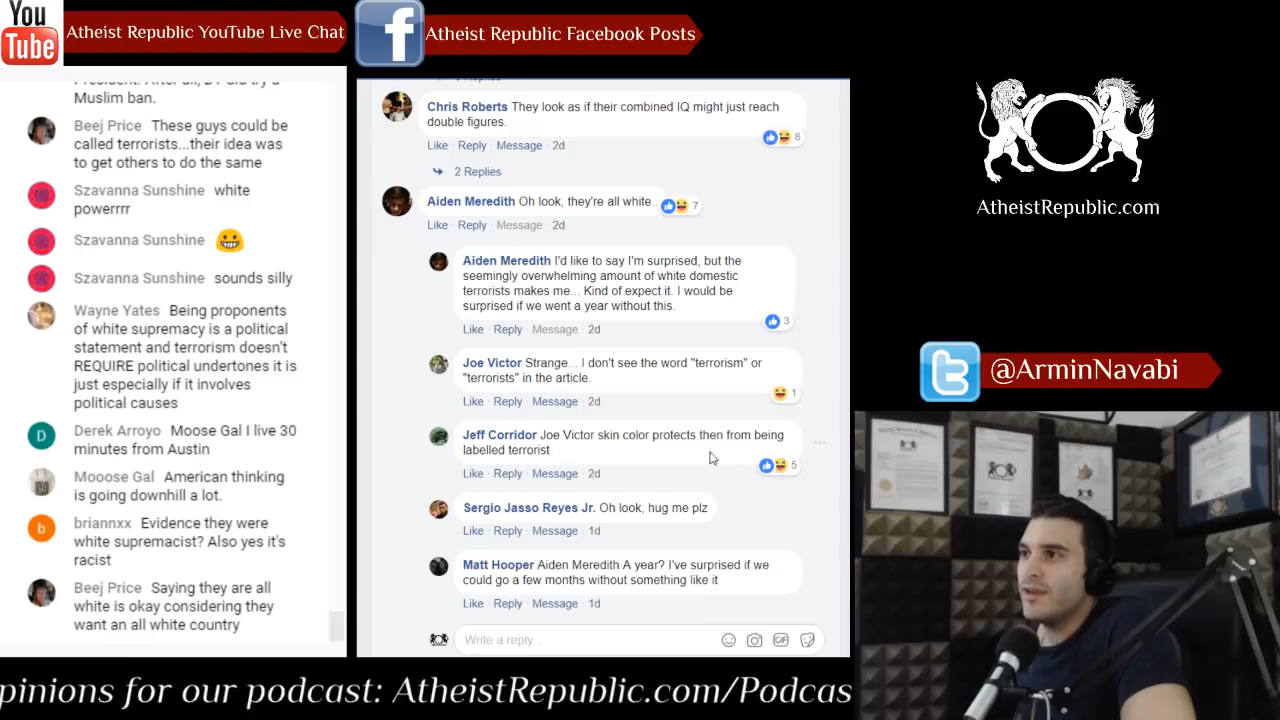 You
Tube
Atheist Republic YouTube Live Chat
Atheist Republic Facebook Posts
Muslim ban.
Beej Price These guys could be
called terrorists...their idea was
to get others to do the same
Szavanna Sunshine white
powerrrr
Szavanna Sunshine
Szavanna Sunshine sounds silly
Wayne Yates Being proponents
of white supremacy is a political
statement and terrorism doesn't
REQUIRE political undertones it is
just especially if it involves
political causes
D
Derek Arroyo Moose Gal I live 30
minutes from Austin
Mooose Gal American thinking
is going downhill a lot.
b
briannxx Evidence they were
white supremacist? Also yes it's
racist
Beej Price Saying they are all
white is okay considering they
want an all white country
Chris Roberts They look as if their combined IQ might just reach
double figures.
8
Like · Reply · Message · 2d
2 Replies
Aiden Meredith Oh look, they're all white..
7
Like · Reply · Message · 2d
Aiden Meredith I'd like to say I'm surprised, but the
seemingly overwhelming amount of white domestic
terrorists makes me... Kind of expect it. I would be
surprised if we went a year without this.
3
Like · Reply · Message · 2d
Joe Victor Strange... I don't see the word "terrorism" or
"terrorists" in the article.
1
Like · Reply · Message · 2d
Jeff Corridor Joe Victor skin color protects then from being
labelled terrorist
5
Like · Reply · Message · 2d
Sergio Jasso Reyes Jr. Oh look, hug me plz
Like · Reply · Message · 1d
Matt Hooper Aiden Meredith A year? I've surprised if we
could go a few months without something like it
Like · Reply · Message · 1d
Write a reply...
GIF
AtheistRepublic.com
@ArminNavabi
pinions for our podcast: AtheistRepublic.com/Podcas